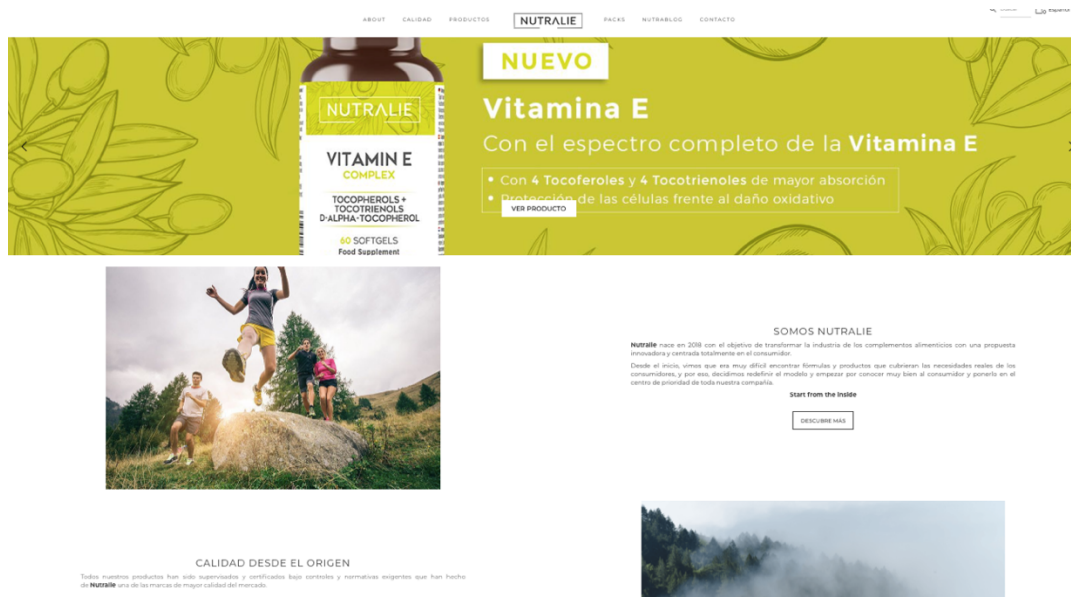 ABOUT CALIDAD PRODUCTOS NUTRALIE PACKS NUTRABLOG CONTACTO
Español
NUEVO
Vitamina E
Con el espectro completo de la Vitamina E
• Con 4 Tocoferoles y 4 Tocotrienoles de mayor absorción
• Protección de las células frente al daño oxidativo
VER PRODUCTO
NUTRALIE
VITAMIN E
COMPLEX
TOCOPHEROLS +
TOCOTRIENOLS
D-ALPHA-TOCOPHEROL
60 SOFTGELS
Food Supplement
SOMOS NUTRALIE
Nutralie nace en 2018 con el objetivo de transformar la industria de los complementos alimenticios con una propuesta
innovadora y centrada totalmente en el consumidor.
Desde el inicio, vimos que era muy difícil encontrar fórmulas y productos que cubrieran las necesidades reales de los
consumidores, y por eso, decidimos redefinir el modelo y empezar por conocer muy bien al consumidor y ponerlo en el
centro de prioridad de toda nuestra compañía.
Start from the inside
DESCUBRE MÁS
CALIDAD DESDE EL ORIGEN
Todos nuestros productos han sido supervisados y certificados bajo controles y normativas exigentes que han hecho
de Nutralie una de las marcas de mayor calidad del mercado.